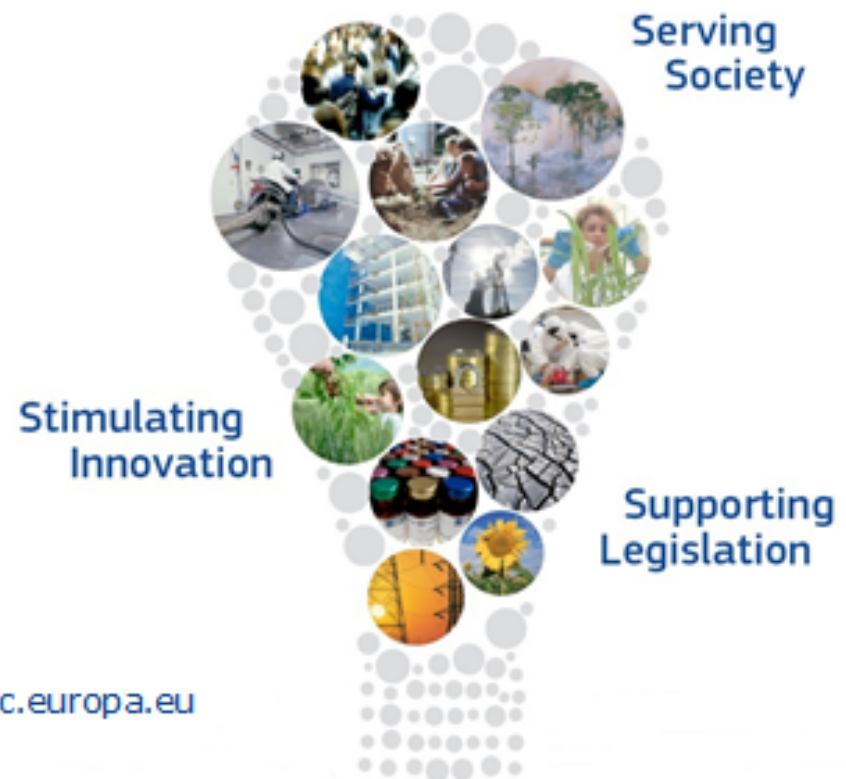 Serving
Society
Stimulating
Innovation
Supporting
Legislation
c.europa.eu